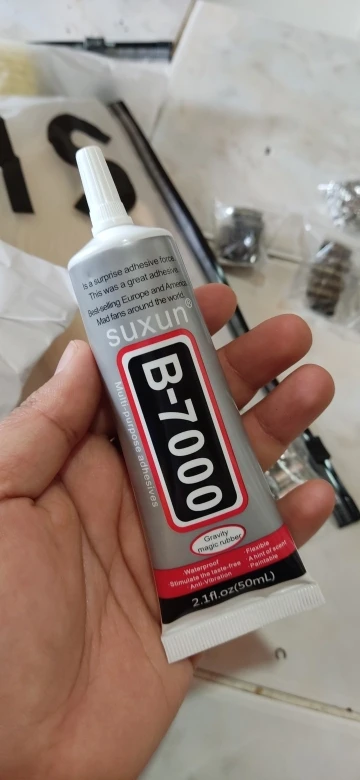 Is a surprise adhesive force.
This was a great adhesive.
Best-selling Europe and America
Mad fans around the world.
suxun®
B-7000
Multi-purpose adhesives
Gravity
magic rubber
Waterproof
Stimulate the taste-free
Anti-Vibration
· Flexible
· A hint of scent
· Paintable
2.1fl.oz(50mL)
S